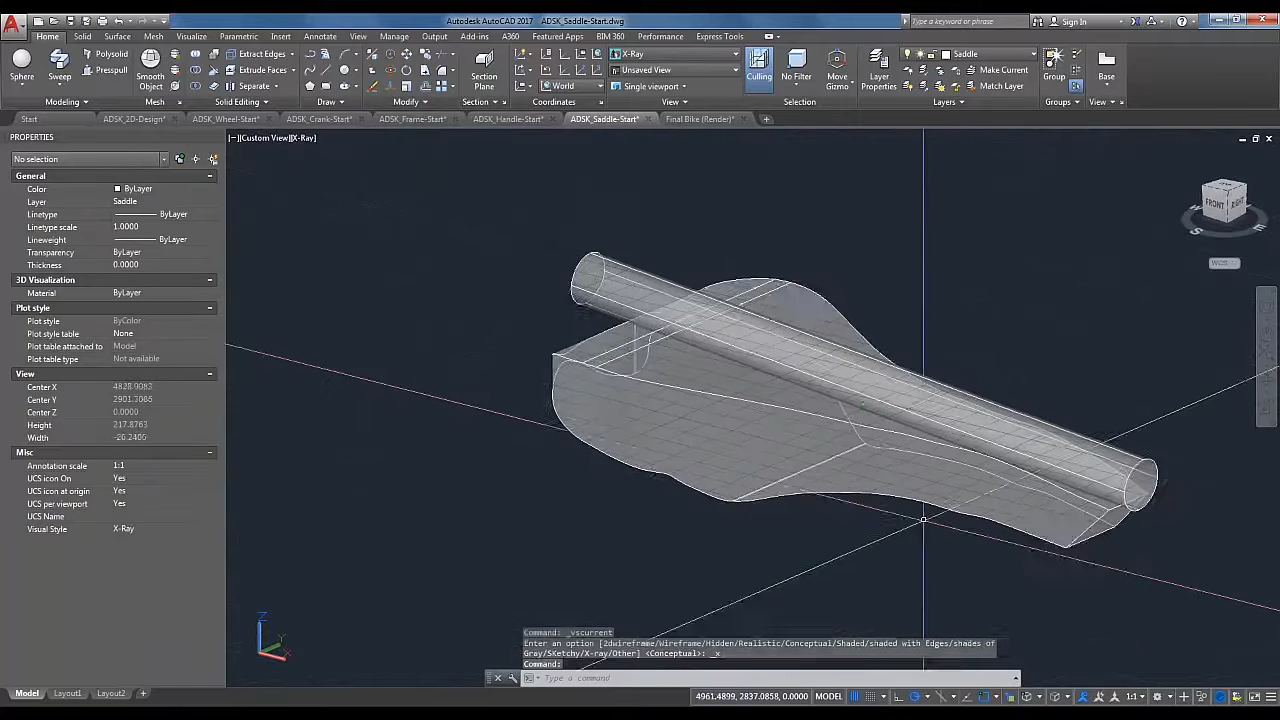 Autodesk AutoCAD 2017 ADSK_Saddle-Start.dwg
Type a keyword or phrase
Sign In
Home Solid Surface Mesh Visualize Parametric Insert Annotate View Manage Output Add-ins A360 Featured Apps BIM 360 Performance Express Tools
Polysolid
Extrude Edges
X-Ray
Saddle
Sphere Sweep
Presspull
Smooth Object
Extrude Faces
Section Plane
Unsaved View
Culling No Filter
Move Gizmo
Layer Properties
Make Current
Group
Base
Separate
World
Single viewport
Match Layer
Modeling Mesh Solid Editing Draw Modify Section Coordinates View Selection Layers Groups View
Start ADSK_2D-Design* ADSK_Wheel-Start* ADSK_Crank-Start* ADSK_Frame-Start* ADSK_Handle-Start* ADSK_Saddle-Start* Final Bike (Render)*
PROPERTIES
[−][Custom View][X-Ray]
No selection
General
Color ByLayer
Layer Saddle
Linetype ByLayer
Linetype scale 1.0000
Lineweight ByLayer
Transparency ByLayer
Thickness 0.0000
3D Visualization
Material ByLayer
Plot style
Plot style ByColor
Plot style table None
Plot table attached to Model
Plot table type Not available
View
Center X 4828.9083
Center Y 2901.3086
Center Z 0.0000
Height 217.8763
Width
Misc
Annotation scale 1:1
UCS icon On Yes
UCS icon at origin Yes
UCS per viewport Yes
UCS Name
Visual Style X-Ray
FRONT RIGHT
S E
WCS
Z
Y
X
Command: _vscurrent
Enter an option [2dwireframe/Wireframe/Hidden/Realistic/Conceptual/Shaded/shaded with Edges/shades of
Gray/SKetchy/X-ray/Other] <Conceptual>: _x
Command:
Type a command
Model Layout1 Layout2
4961.4899, 2837.0858, 0.0000 MODEL
1:1